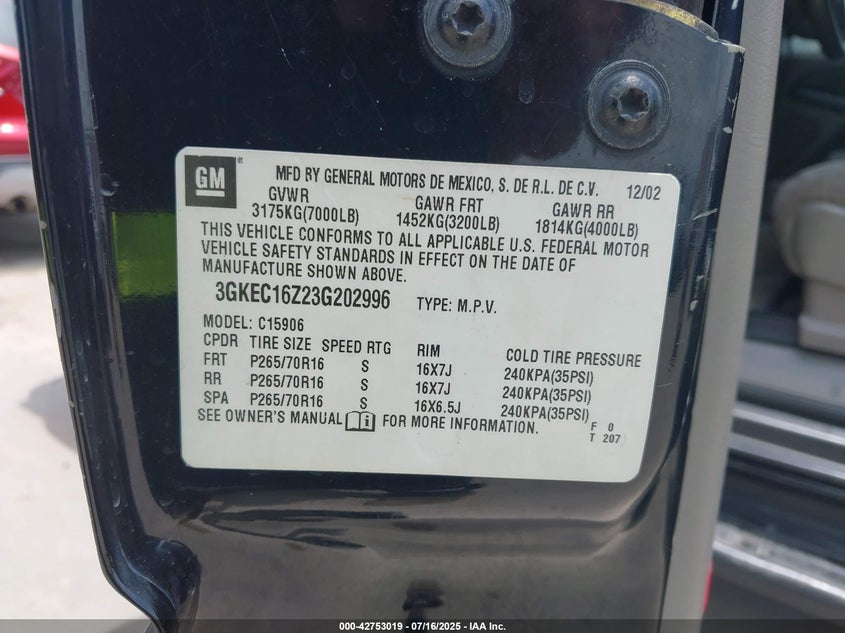 GM®
MFD BY GENERAL MOTORS DE MEXICO, S. DE R.L. DE C.V. 12/02
GVWR GAWR FRT GAWR RR
3175KG(7000LB) 1452KG(3200LB) 1814KG(4000LB)
THIS VEHICLE CONFORMS TO ALL APPLICABLE U.S. FEDERAL MOTOR
VEHICLE SAFETY STANDARDS IN EFFECT ON THE DATE OF
MANUFACTURE SHOWN ABOVE.
3GKEC16Z23G202996 TYPE: M.P.V.
MODEL: C15906
CPDR TIRE SIZE SPEED RTG RIM COLD TIRE PRESSURE
FRT P265/70R16 S 16X7J 240KPA(35PSI)
RR P265/70R16 S 16X7J 240KPA(35PSI)
SPA P265/70R16 S 16X6.5J 240KPA(35PSI)
SEE OWNER'S MANUAL i FOR MORE INFORMATION.
F 0
T 207
000-42753019 07/16/2025 - IAA Inc.